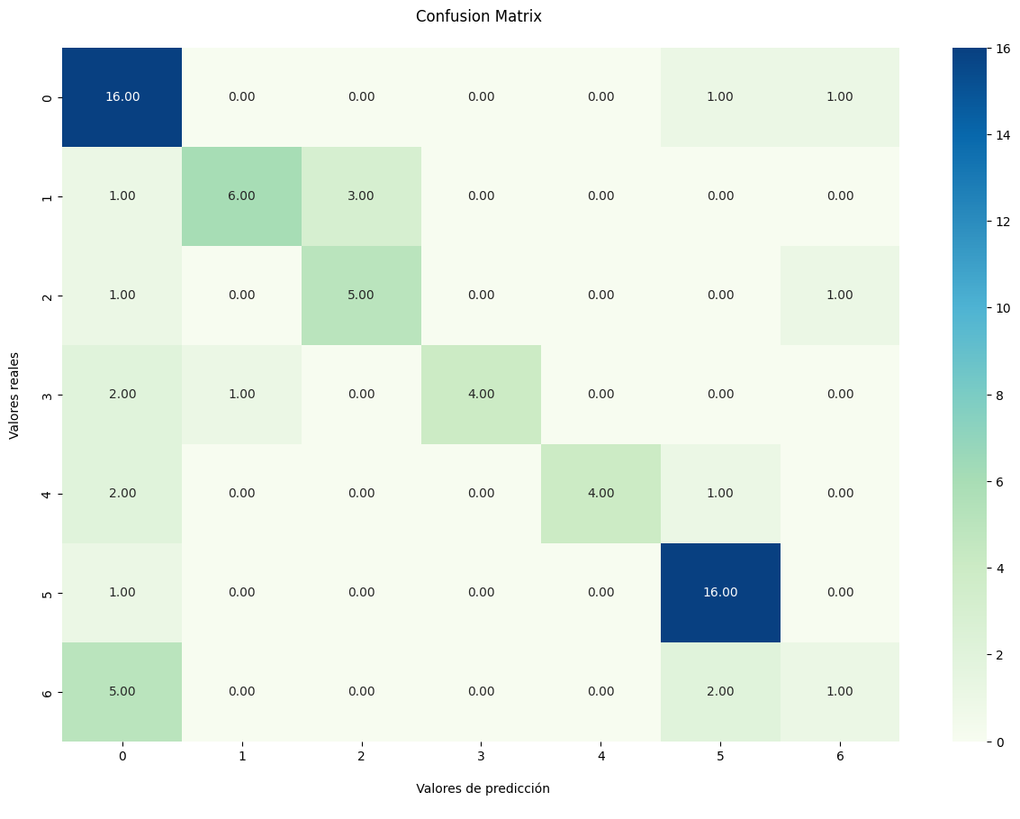 Confusion Matrix
16
0 16.00 0.00 0.00 0.00 0.00 1.00 1.00
14
1 1.00 6.00 3.00 0.00 0.00 0.00 0.00
12
2 1.00 0.00 5.00 0.00 0.00 0.00 1.00
10
Valores reales
3 2.00 1.00 0.00 4.00 0.00 0.00 0.00
8
6
4 2.00 0.00 0.00 0.00 4.00 1.00 0.00
4
5 1.00 0.00 0.00 0.00 0.00 16.00 0.00
2
6 5.00 0.00 0.00 0.00 0.00 2.00 1.00
0
0 1 2 3 4 5 6
Valores de predicción